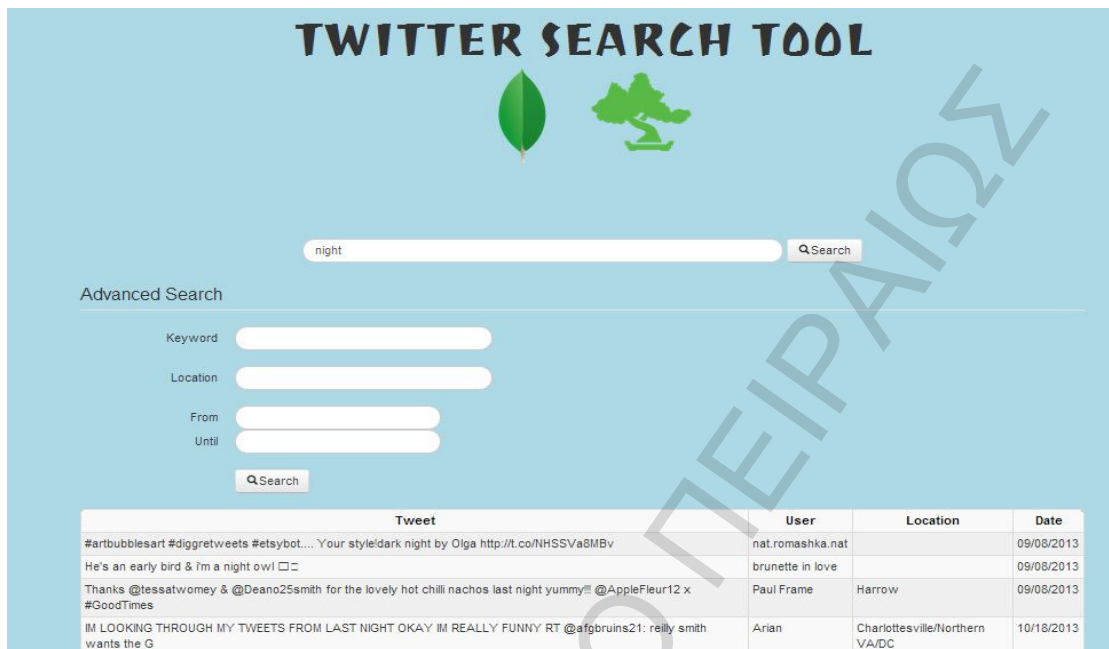 TWITTER SEARCH TOOL
night
Search
Advanced Search
Keyword
Location
From
Until
Search
Tweet User Location Date
#artbubblesart #diggretweets #etsybot.... Your style!dark night by Olga http://t.co/NHSSVa8MBv nat.romashka.nat 09/08/2013
He's an early bird & i'm a night owl □□ brunette in love 09/08/2013
Thanks @tessatwomey & @Deano25smith for the lovely hot chilli nachos last night yummy!!! @AppleFleur12 x Paul Frame Harrow 09/08/2013
#GoodTimes
IM LOOKING THROUGH MY TWEETS FROM LAST NIGHT OKAY IM REALLY FUNNY RT @afgbruins21: reilly smith Arian Charlottesville/Northern 10/18/2013
wants the G VA/DC
Ο ΠΕΙΡΑΙΩΣ